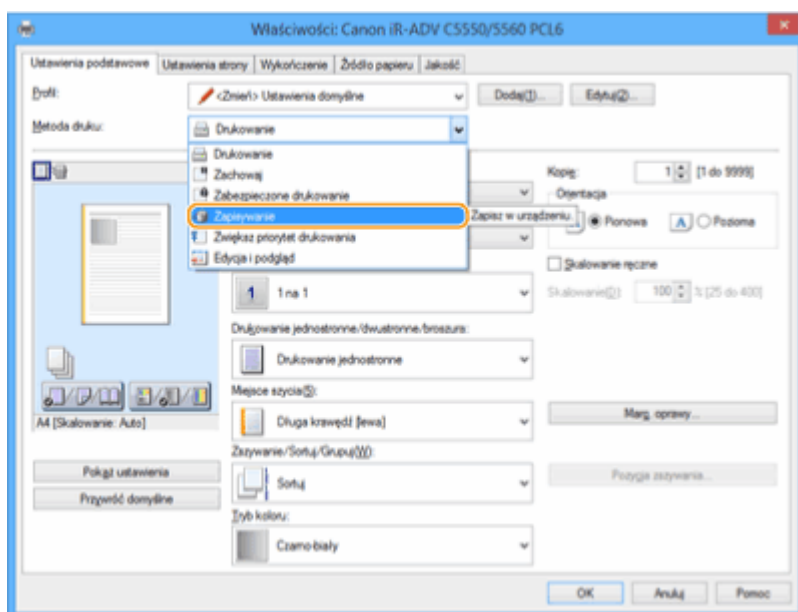 Właściwości: Canon iR-ADV C5550/5560 PCL6
Ustawienia podstawowe Ustawienia strony Wykończenie Źródło papieru Jakość
Profil: <Zmień> Ustawienia domyślne Dodaj(1)... Edytuj(2)...
Metoda druku: Drukowanie
Drukowanie
Zachowaj
Zabezpieczone drukowanie
Zapisywanie
Zwiększ priorytet drukowania
Edycja i podgląd
Zapisz w urządzeniu.
Kopie: 1 [1 do 9999]
Orientacja
A Pionowa A Pozioma
Skalowanie ręczne
Skalowanie(D): 100 % [25 do 400]
1 1 na 1
Drukowanie jednostronne/dwustronne/broszura:
Drukowanie jednostronne
Miejsce szycia(S):
Długa krawędź [lewa]
Marg. oprawy...
A4 [Skalowanie: Auto]
Zszywanie/Sortuj/Grupuj(W):
Sortuj
Pozycja zszywania...
Pokaż ustawienia
Przywróć domyślne
Tryb koloru:
Czarno-biały
OK Anuluj Pomoc